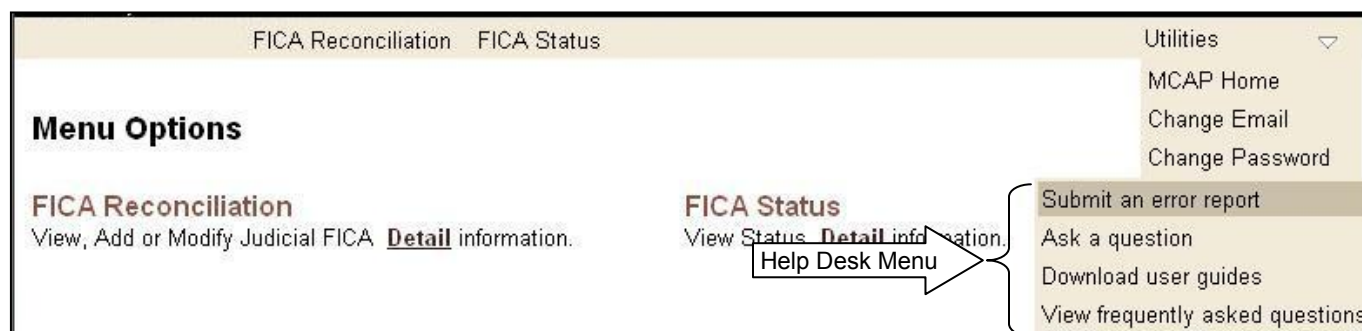 FICA Reconciliation FICA Status Utilities
MCAP Home
Change Email
Change Password
Menu Options
FICA Reconciliation
View, Add or Modify Judicial FICA Detail information.
FICA Status
View Status Detail information.
Help Desk Menu
Submit an error report
Ask a question
Download user guides
View frequently asked questions